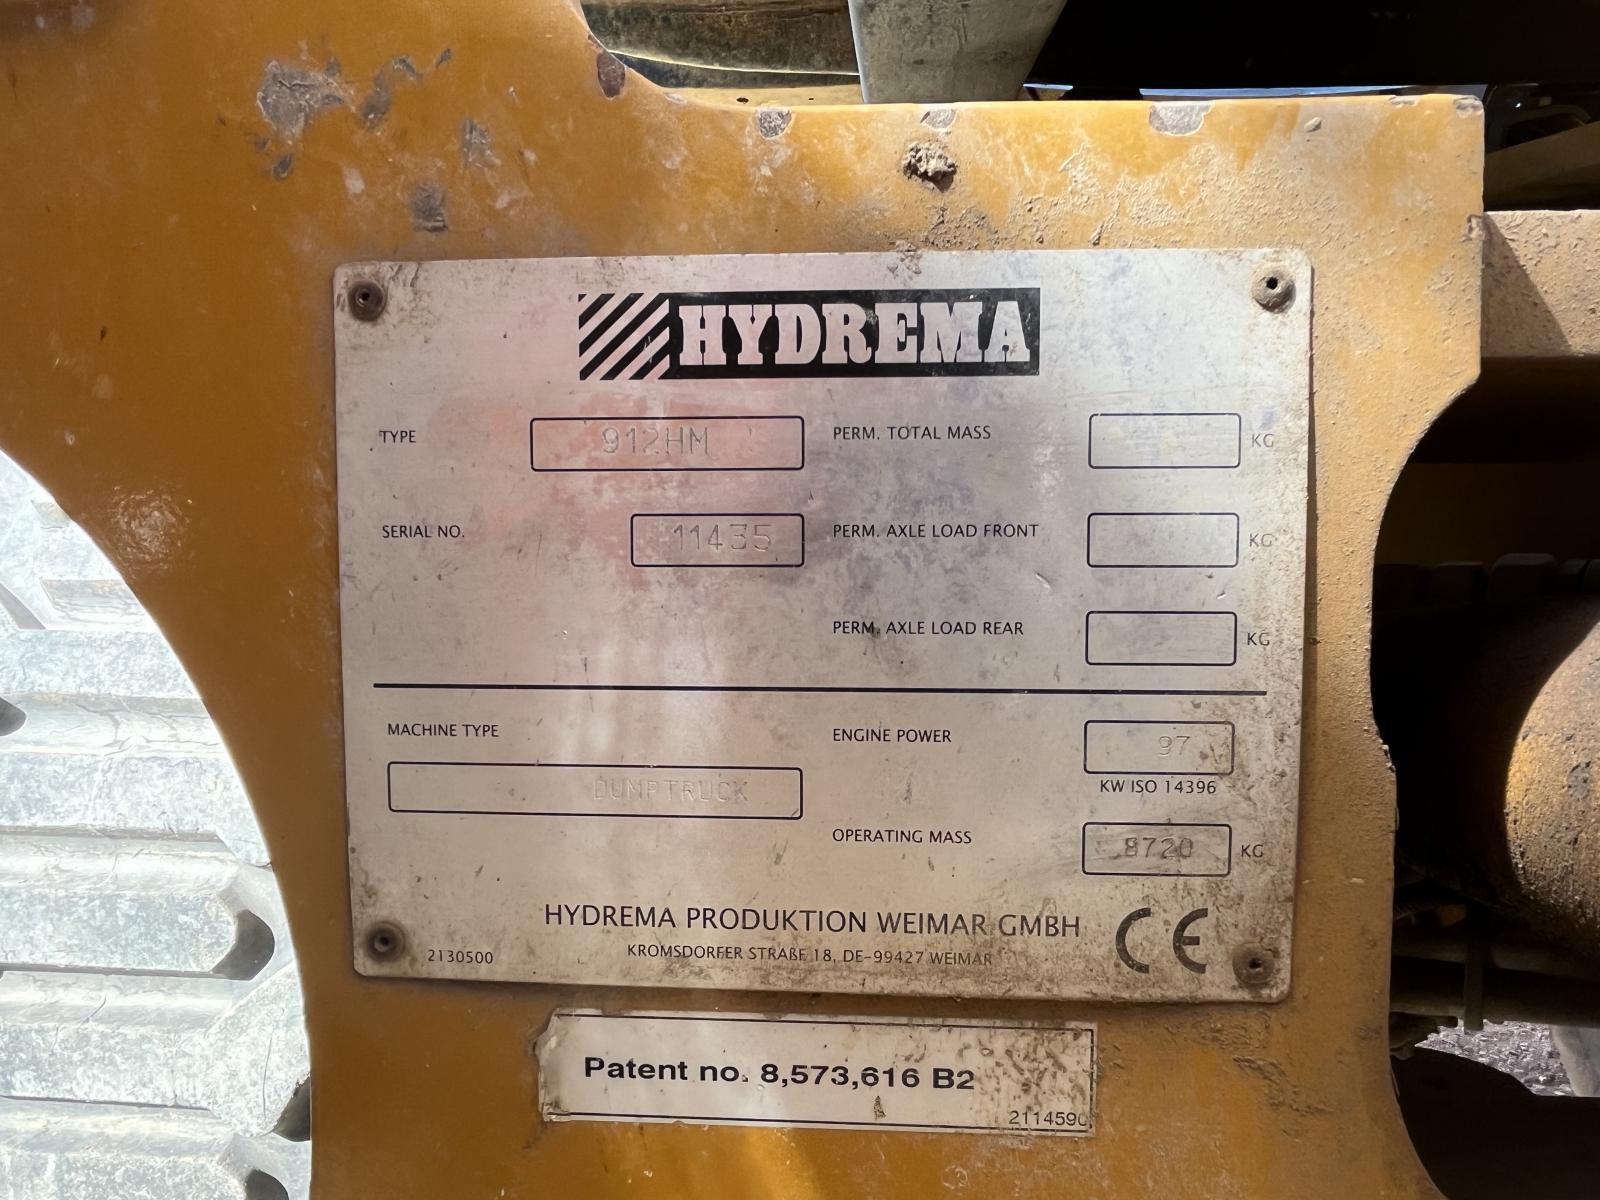 HYDREMA
TYPE 912HM PERM. TOTAL MASS KG
SERIAL NO. 11435 PERM. AXLE LOAD FRONT KG
PERM. AXLE LOAD REAR KG
MACHINE TYPE ENGINE POWER 97
DUMPTRUCK KW ISO 14396
OPERATING MASS 8720 KG
HYDREMA PRODUKTION WEIMAR GMBH CE
2130500 KROMSDORFER STRAßE 18, DE-99427 WEIMAR
Patent no. 8,573,616 B2
2114590